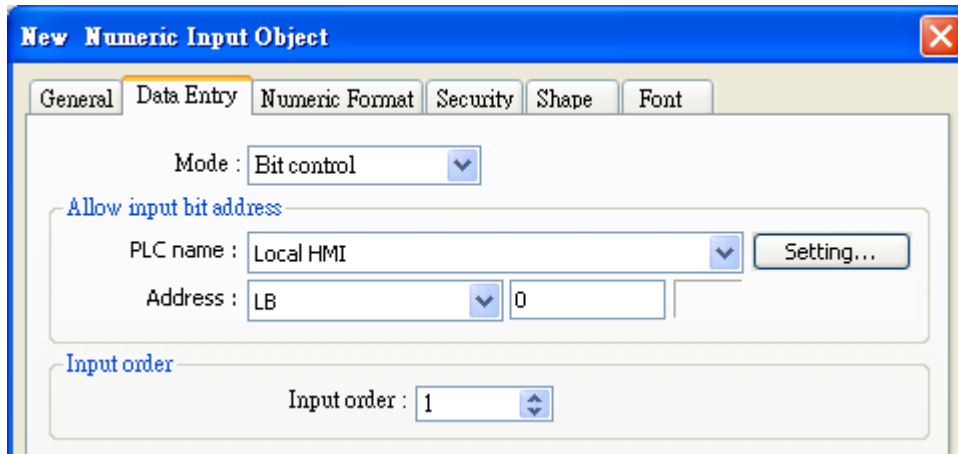 New Numeric Input Object
General Data Entry Numeric Format Security Shape Font
Mode : Bit control
Allow input bit address
PLC name : Local HMI Setting...
Address : LB 0
Input order
Input order : 1